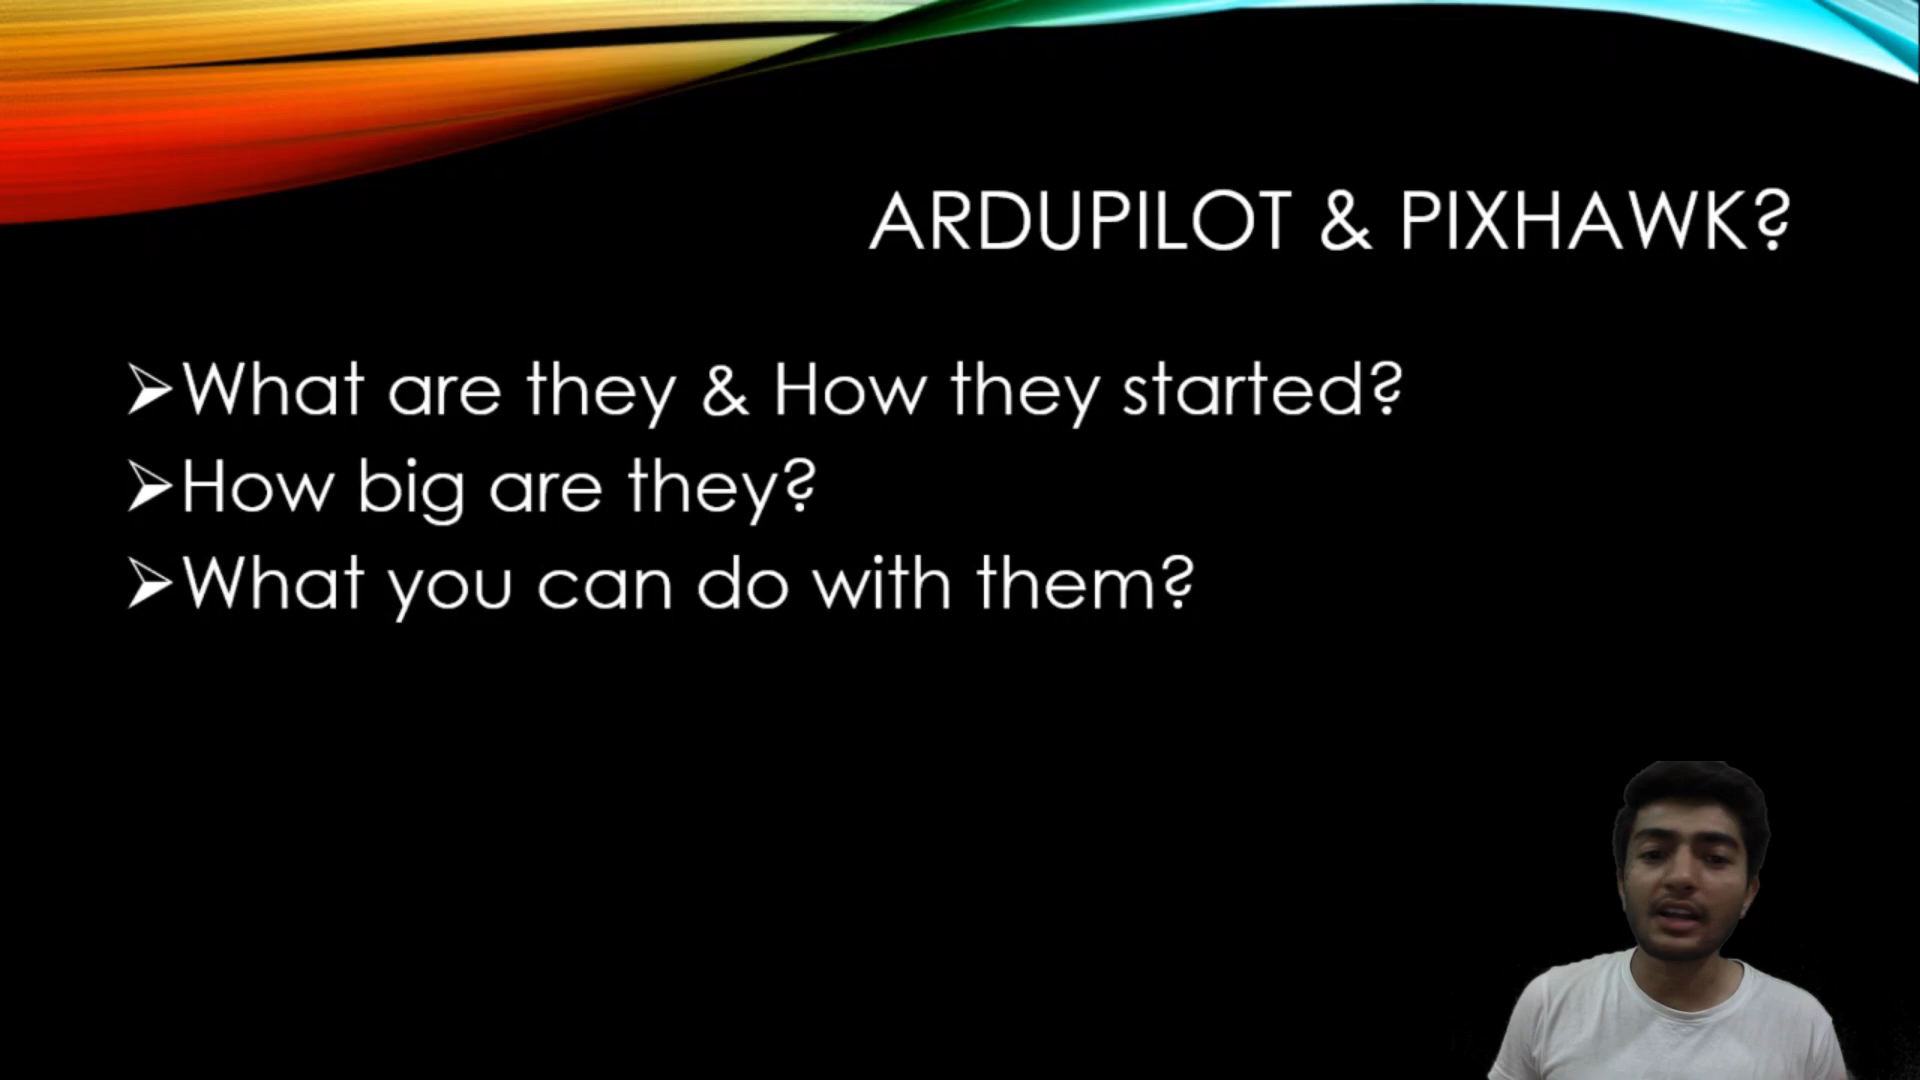 ARDUPILOT & PIXHAWK?
➢What are they & How they started?
➢How big are they?
➢What you can do with them?